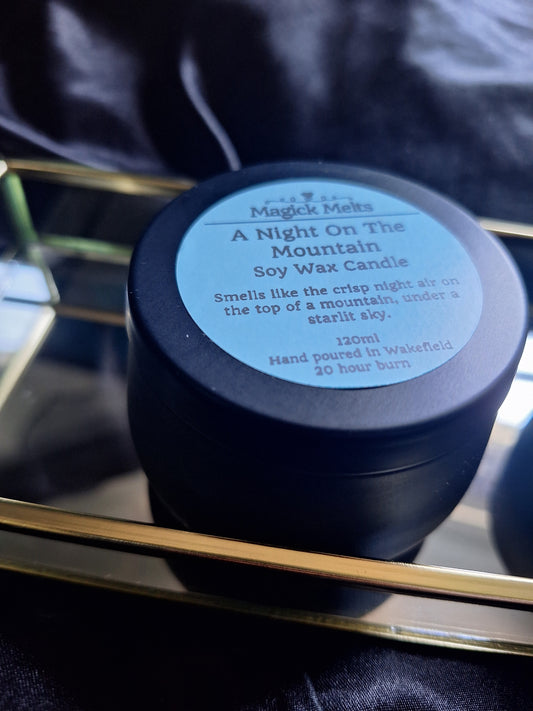 Magick Melts
A Night On The
Mountain
Soy Wax Candle
Smells like the crisp night air on
the top of a mountain, under a
starlit sky.
120ml
Hand poured in Wakefield
20 hour burn